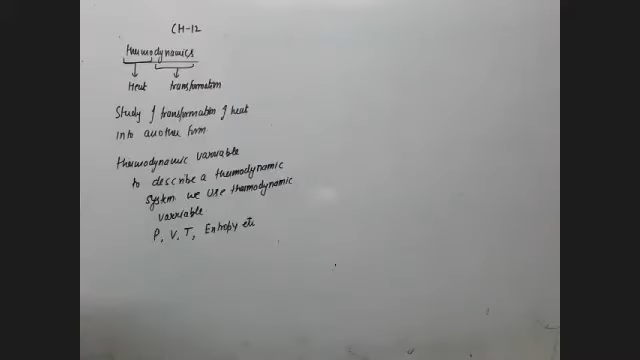 CH-12
thermodynamics
Heat transformation
Study of transformation of heat
into another form
thermodynamic variable
to describe a thermodynamic
system we use thermodynamic
variable
P, V, T, Entropy etc